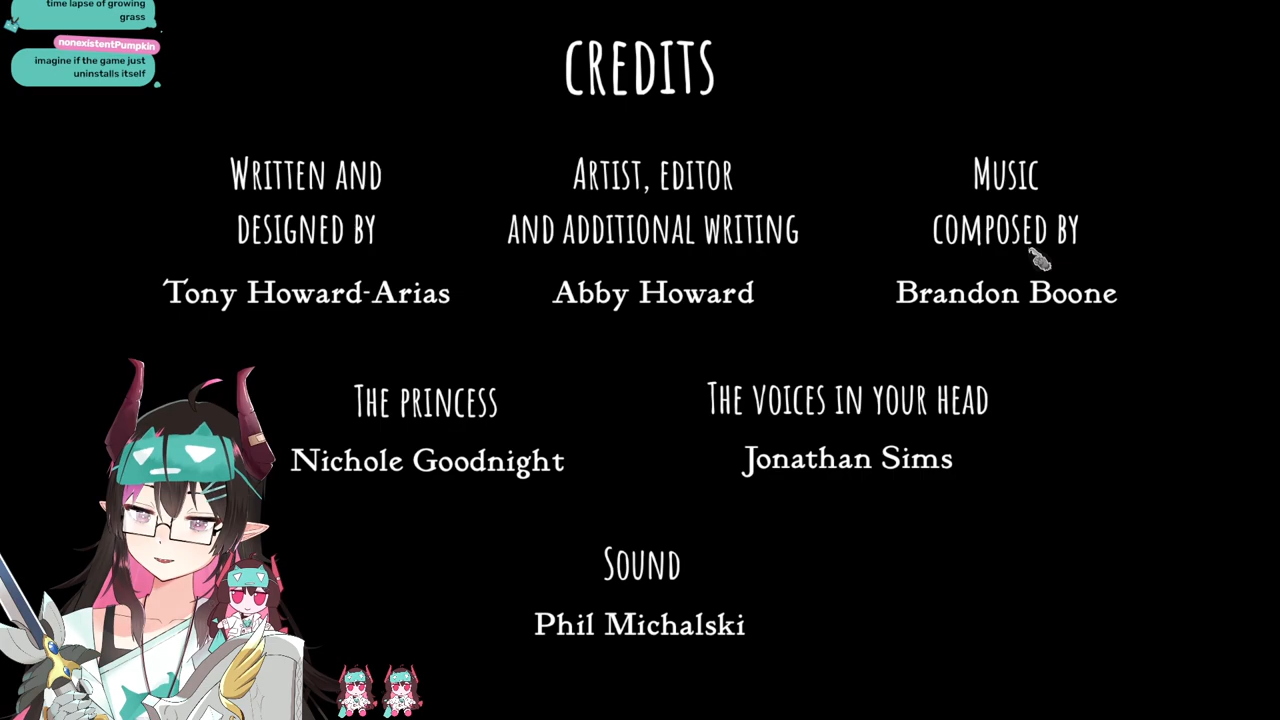 time lapse of growing
grass
nonexistentPumpkin
imagine if the game just
uninstalls itself
CREDITS
WRITTEN AND
DESIGNED BY
Tony Howard-Arias
ARTIST, EDITOR
AND ADDITIONAL WRITING
Abby Howard
MUSIC
COMPOSED BY
Brandon Boone
THE PRINCESS
Nichole Goodnight
THE VOICES IN YOUR HEAD
Jonathan Sims
SOUND
Phil Michalski